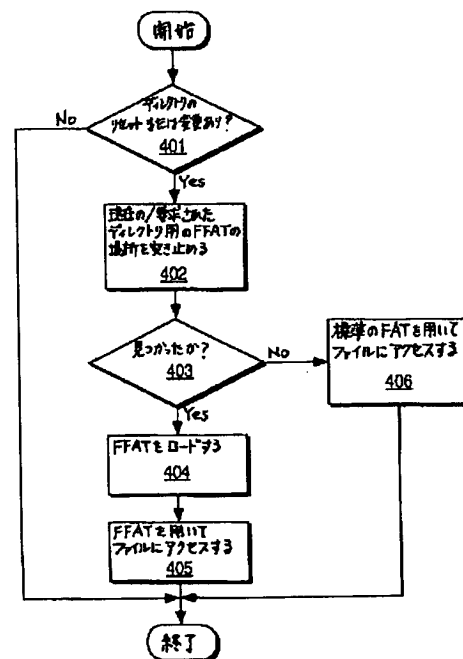 開始
ディレクトリの
リセットまたは変更あり?
401
No
Yes
現在の/要求された
ディレクトリ用のFFATの
場所を突き止める
402
見つかったか?
403
No
Yes
標準のFATを用いて
ファイルにアクセスする
406
FFATをロードする
404
FFATを用いて
ファイルにアクセスする
405
終了